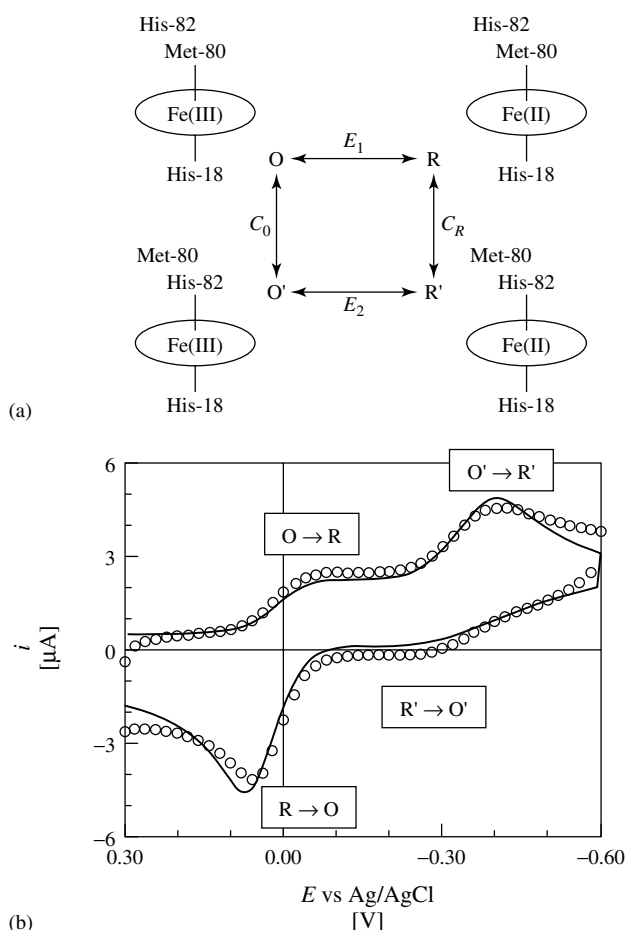 His-82
Met-80
Fe(III)
His-18
His-82
Met-80
Fe(II)
His-18
O
E₁
R
C₀
C_R
O'
E₂
R'
Met-80
His-82
Fe(III)
His-18
Met-80
His-82
Fe(II)
His-18
(a)
6
3
0
−3
−6
i
[µA]
O' → R'
O → R
R' → O'
R → O
0.30
0.00
−0.30
−0.60
E vs Ag/AgCl
[V]
(b)